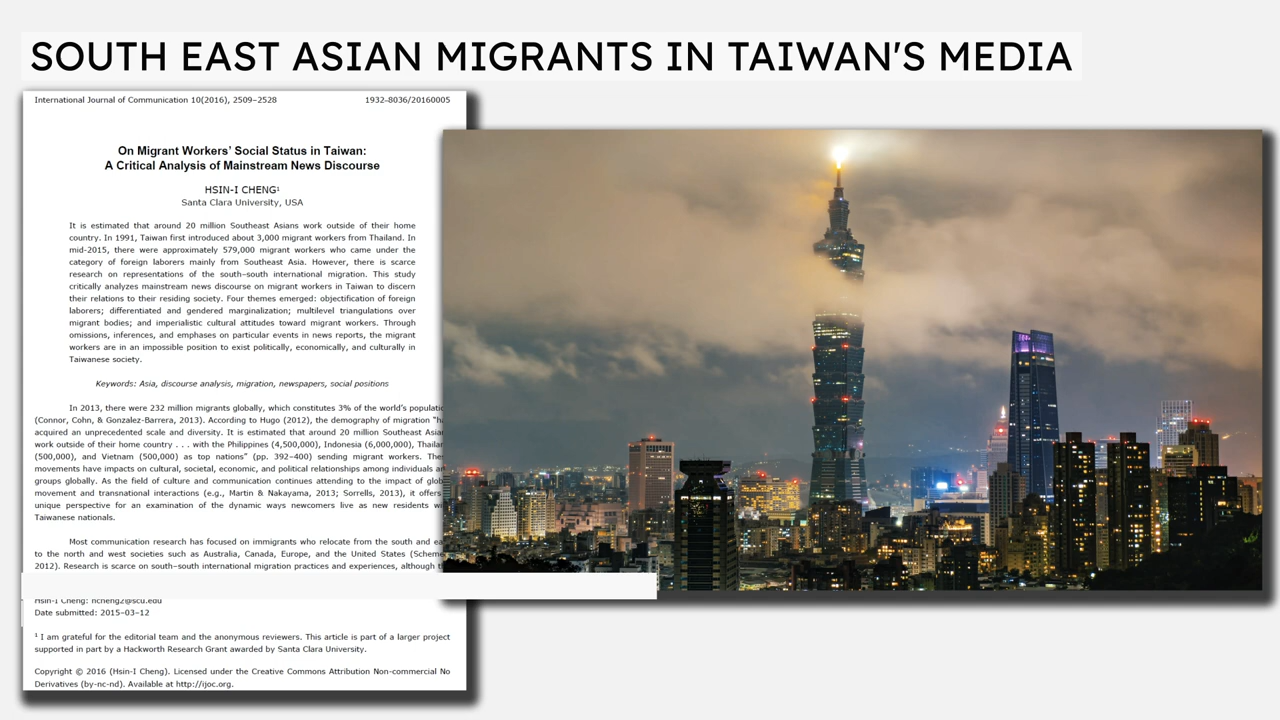 SOUTH EAST ASIAN MIGRANTS IN TAIWAN'S MEDIA
International Journal of Communication 10(2016), 2509–2528 1932–8036/20160005
On Migrant Workers' Social Status in Taiwan:
A Critical Analysis of Mainstream News Discourse
HSIN-I CHENG¹
Santa Clara University, USA
It is estimated that around 20 million Southeast Asians work outside of their home
country. In 1991, Taiwan first introduced about 3,000 migrant workers from Thailand. In
mid-2015, there were approximately 579,000 migrant workers who came under the
category of foreign laborers mainly from Southeast Asia. However, there is scarce
research on representations of the south–south international migration. This study
critically analyzes mainstream news discourse on migrant workers in Taiwan to discern
their relations to their residing society. Four themes emerged: objectification of foreign
laborers; differentiated and gendered marginalization; multilevel triangulations over
migrant bodies; and imperialistic cultural attitudes toward migrant workers. Through
omissions, inferences, and emphases on particular events in news reports, the migrant
workers are in an impossible position to exist politically, economically, and culturally in
Taiwanese society.
Keywords: Asia, discourse analysis, migration, newspapers, social positions
In 2013, there were 232 million migrants globally, which constitutes 3% of the world's
(Connor, Cohn, & Gonzalez-Barrera, 2013). According to Hugo (2012), the demography of migration
acquired an unprecedented scale and diversity. It is estimated that around 20 million Southeast
work outside of their home country . . . with the Philippines (4,500,000), Indonesia (6,000,000),
(500,000), and Vietnam (500,000) as top nations" (pp. 392–400) sending migrant workers.
movements have impacts on cultural, societal, economic, and political relationships among individuals
groups globally. As the field of culture and communication continues attending to the impact of
movement and transnational interactions (e.g., Martin & Nakayama, 2013; Sorrells, 2013), it offers
unique perspective for an examination of the dynamic ways newcomers live as new residents
Taiwanese nationals.
Most communication research has focused on immigrants who relocate from the south and
to the north and west societies such as Australia, Canada, Europe, and the United States
2012). Research is scarce on south–south international migration practices and experiences, although
Hsin-I Cheng: hcheng2@scu.edu
Date submitted: 2015–03–12
¹ I am grateful for the editorial team and the anonymous reviewers. This article is part of a larger project
supported in part by a Hackworth Research Grant awarded by Santa Clara University.
Copyright © 2016 (Hsin-I Cheng). Licensed under the Creative Commons Attribution Non-commercial No
Derivatives (by-nc-nd). Available at http://ijoc.org.